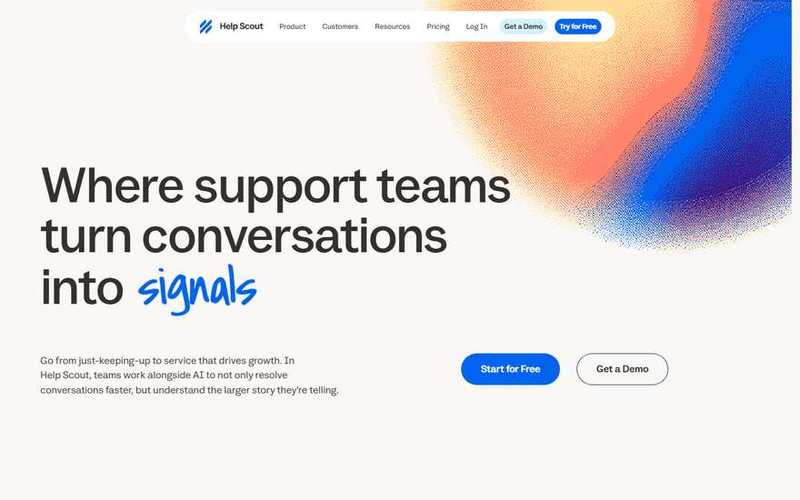 Help Scout Product Customers Resources Pricing Log In Get a Demo Try for Free
Where support teams
turn conversations
into signals
Go from just-keeping-up to service that drives growth. In
Help Scout, teams work alongside AI to not only resolve
conversations faster, but understand the larger story they're telling.
Start for Free Get a Demo